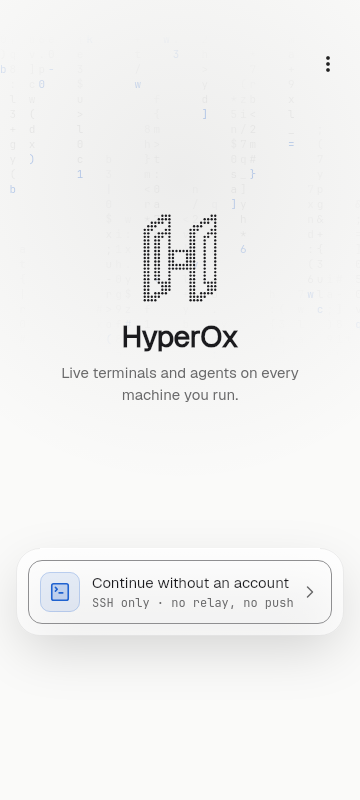 HyperOx
Live terminals and agents on every
machine you run.
Continue without an account
SSH only · no relay, no push